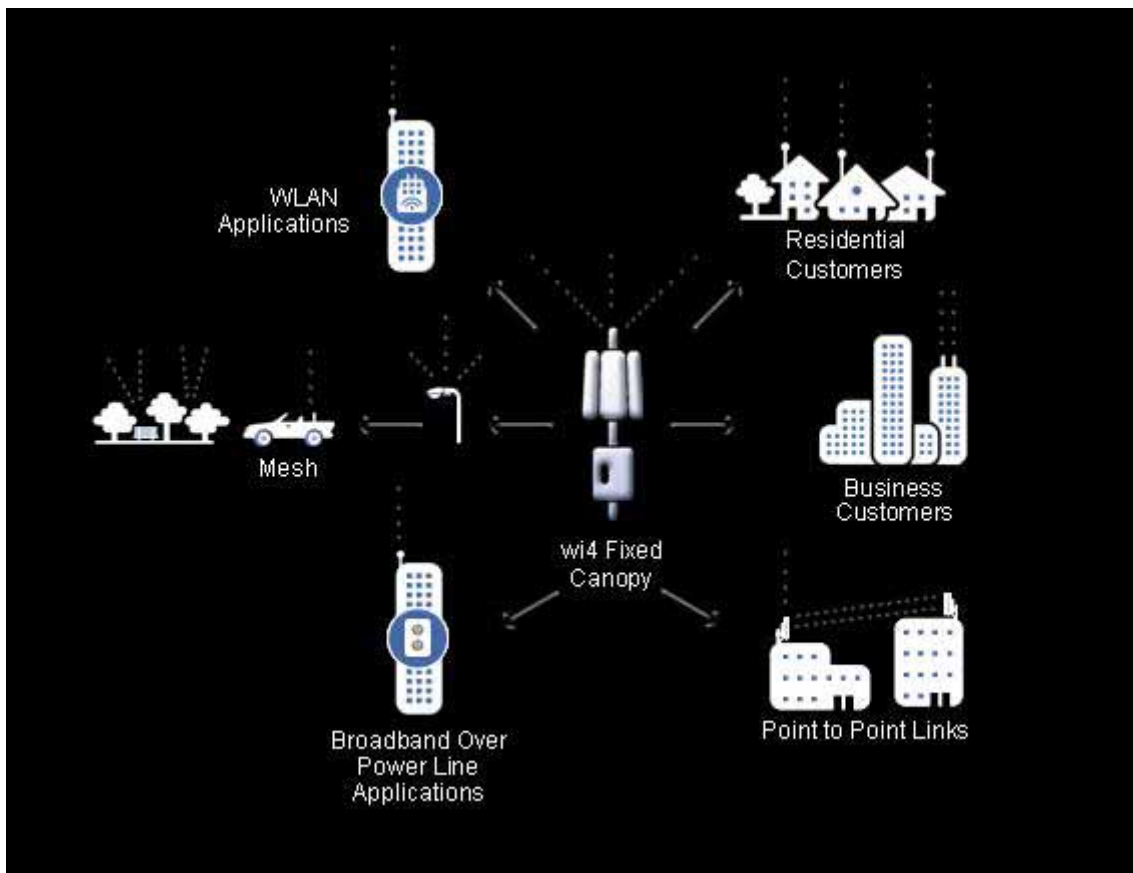 WLAN
Applications
Residential
Customers
Mesh
Business
Customers
wi4 Fixed
Canopy
Broadband Over
Power Line
Applications
Point to Point Links